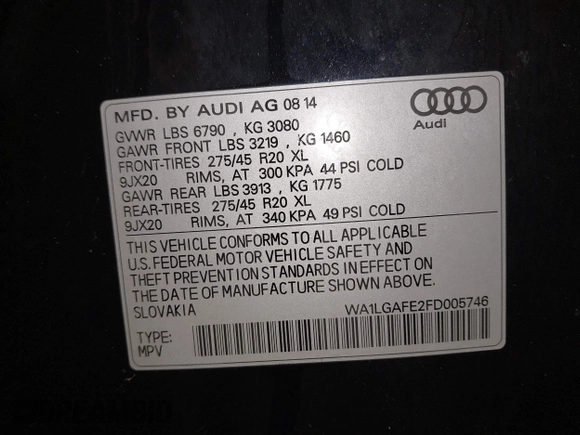 MFD. BY AUDI AG 08 14
GVWR LBS 6790 , KG 3080
GAWR FRONT LBS 3219 , KG 1460
FRONT-TIRES 275/45 R20 XL
9JX20 RIMS, AT 300 KPA 44 PSI COLD
GAWR REAR LBS 3913 , KG 1775
REAR-TIRES 275/45 R20 XL
9JX20 RIMS, AT 340 KPA 49 PSI COLD
Audi
THIS VEHICLE CONFORMS TO ALL APPLICABLE
U.S. FEDERAL MOTOR VEHICLE SAFETY AND
THEFT PREVENTION STANDARDS IN EFFECT ON
THE DATE OF MANUFACTURE SHOWN ABOVE.
SLOVAKIA
WA1LGAFE2FD005746
TYPE:
MPV